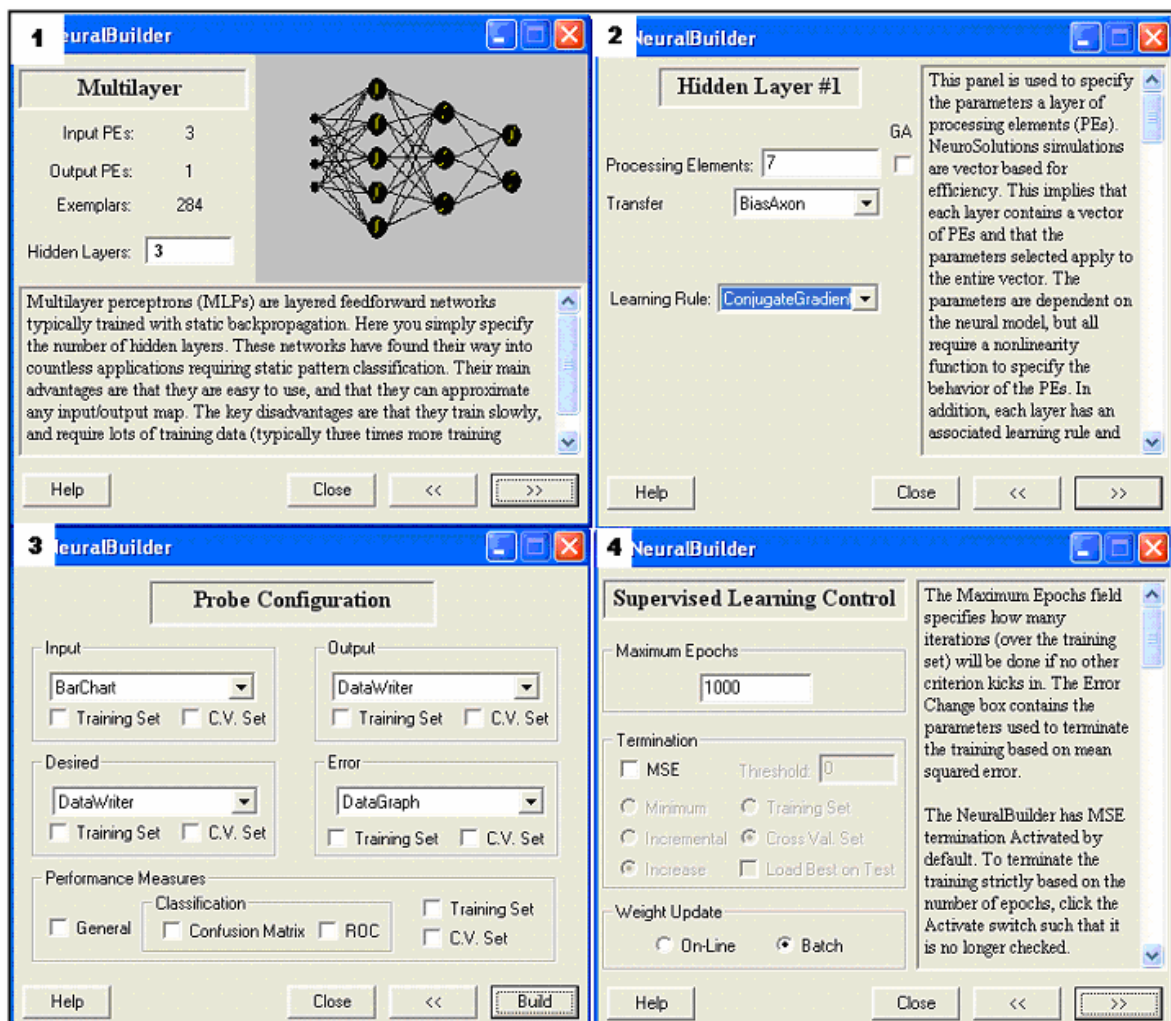 1 euralBuilder
Multilayer
Input PEs: 3
Output PEs: 1
Exemplars: 284
Hidden Layers: 3
Multilayer perceptrons (MLPs) are layered feedforward networks
typically trained with static backpropagation. Here you simply specify
the number of hidden layers. These networks have found their way into
countless applications requiring static pattern classification. Their main
advantages are that they are easy to use, and that they can approximate
any input/output map. The key disadvantages are that they train slowly,
and require lots of training data (typically three times more training
Help Close << >>
2 NeuralBuilder
Hidden Layer #1
GA
Processing Elements: 7
Transfer BiasAxon
Learning Rule: ConjugateGradien
This panel is used to specify
the parameters a layer of
processing elements (PEs).
NeuroSolutions simulations
are vector based for
efficiency. This implies that
each layer contains a vector
of PEs and that the
parameters selected apply to
the entire vector. The
parameters are dependent on
the neural model, but all
require a nonlinearity
function to specify the
behavior of the PEs. In
addition, each layer has an
associated learning rule and
Help Close << >>
3 NeuralBuilder
Probe Configuration
Input
BarChart
Training Set C.V. Set
Output
DataWriter
Training Set C.V. Set
Desired
DataWriter
Training Set C.V. Set
Error
DataGraph
Training Set C.V. Set
Performance Measures
General
Classification
Confusion Matrix ROC
Training Set
C.V. Set
Help Close << Build
4 NeuralBuilder
Supervised Learning Control
Maximum Epochs
1000
Termination
MSE Threshold: 0
Minimum Training Set
Incremental Cross Val. Set
Increase Load Best on Test
Weight Update
On-Line Batch
The Maximum Epochs field
specifies how many
iterations (over the training
set) will be done if no other
criterion kicks in. The Error
Change box contains the
parameters used to terminate
the training based on mean
squared error.
The NeuralBuilder has MSE
termination Activated by
default. To terminate the
training strictly based on the
number of epochs, click the
Activate switch such that it
is no longer checked.
Help Close << >>